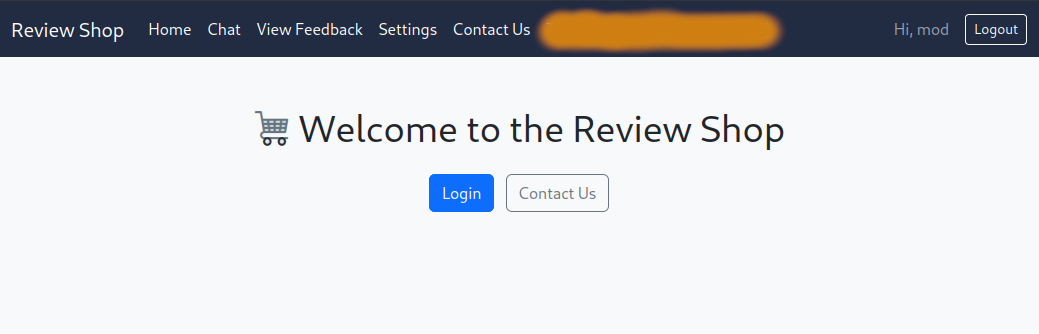 Review Shop Home Chat View Feedback Settings Contact Us Hi, mod Logout
Welcome to the Review Shop
Login Contact Us